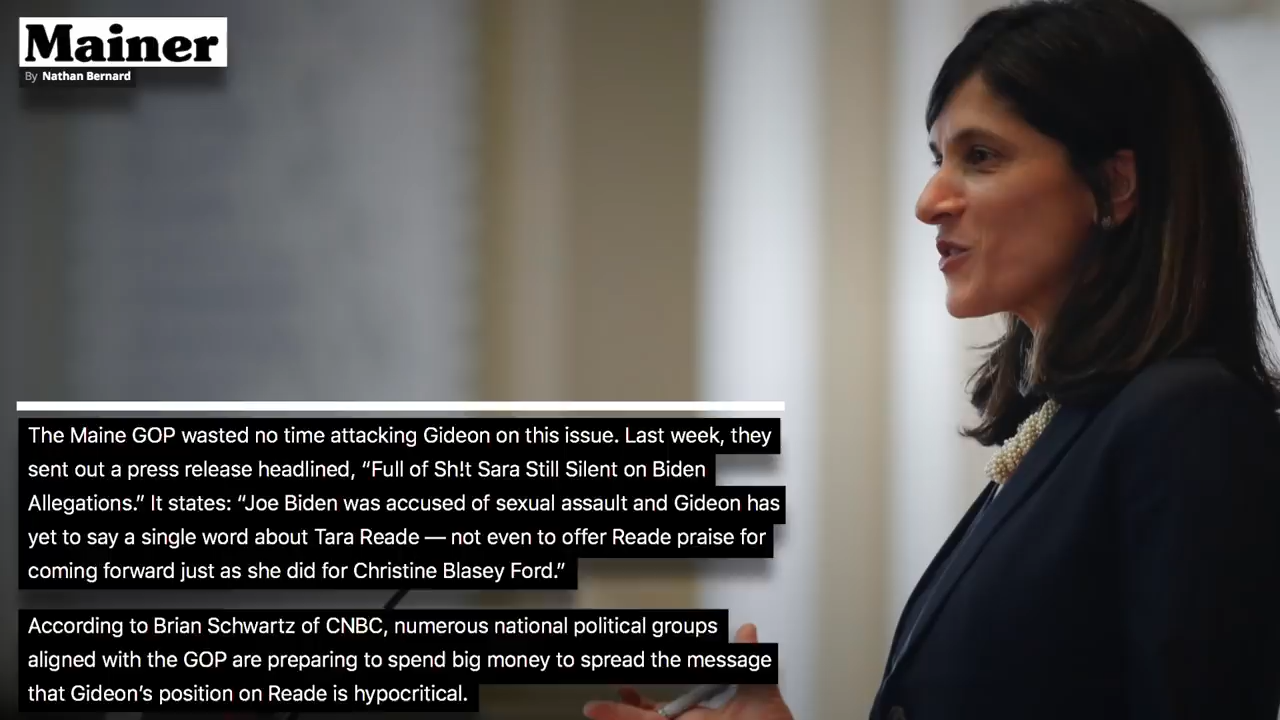 Mainer
By Nathan Bernard
The Maine GOP wasted no time attacking Gideon on this issue. Last week, they
sent out a press release headlined, “Full of Sh!t Sara Still Silent on Biden
Allegations.” It states: “Joe Biden was accused of sexual assault and Gideon has
yet to say a single word about Tara Reade — not even to offer Reade praise for
coming forward just as she did for Christine Blasey Ford.”
According to Brian Schwartz of CNBC, numerous national political groups
aligned with the GOP are preparing to spend big money to spread the message
that Gideon’s position on Reade is hypocritical.